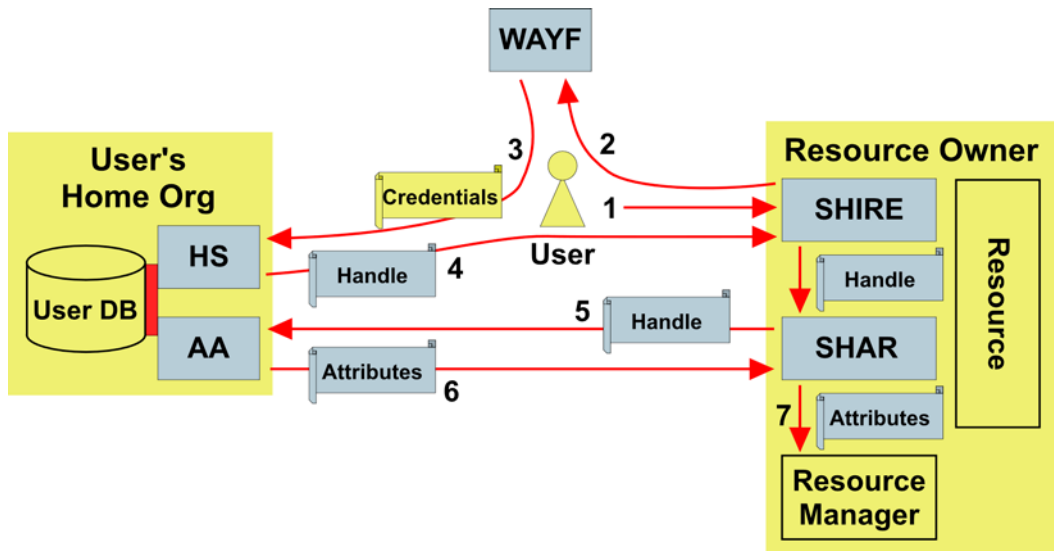 WAYF
3
2
User's
Home Org
Credentials
1
User
Resource Owner
SHIRE
Resource
HS
Handle
4
Handle
User DB
5
Handle
AA
SHAR
Attributes
6
7
Attributes
Resource
Manager